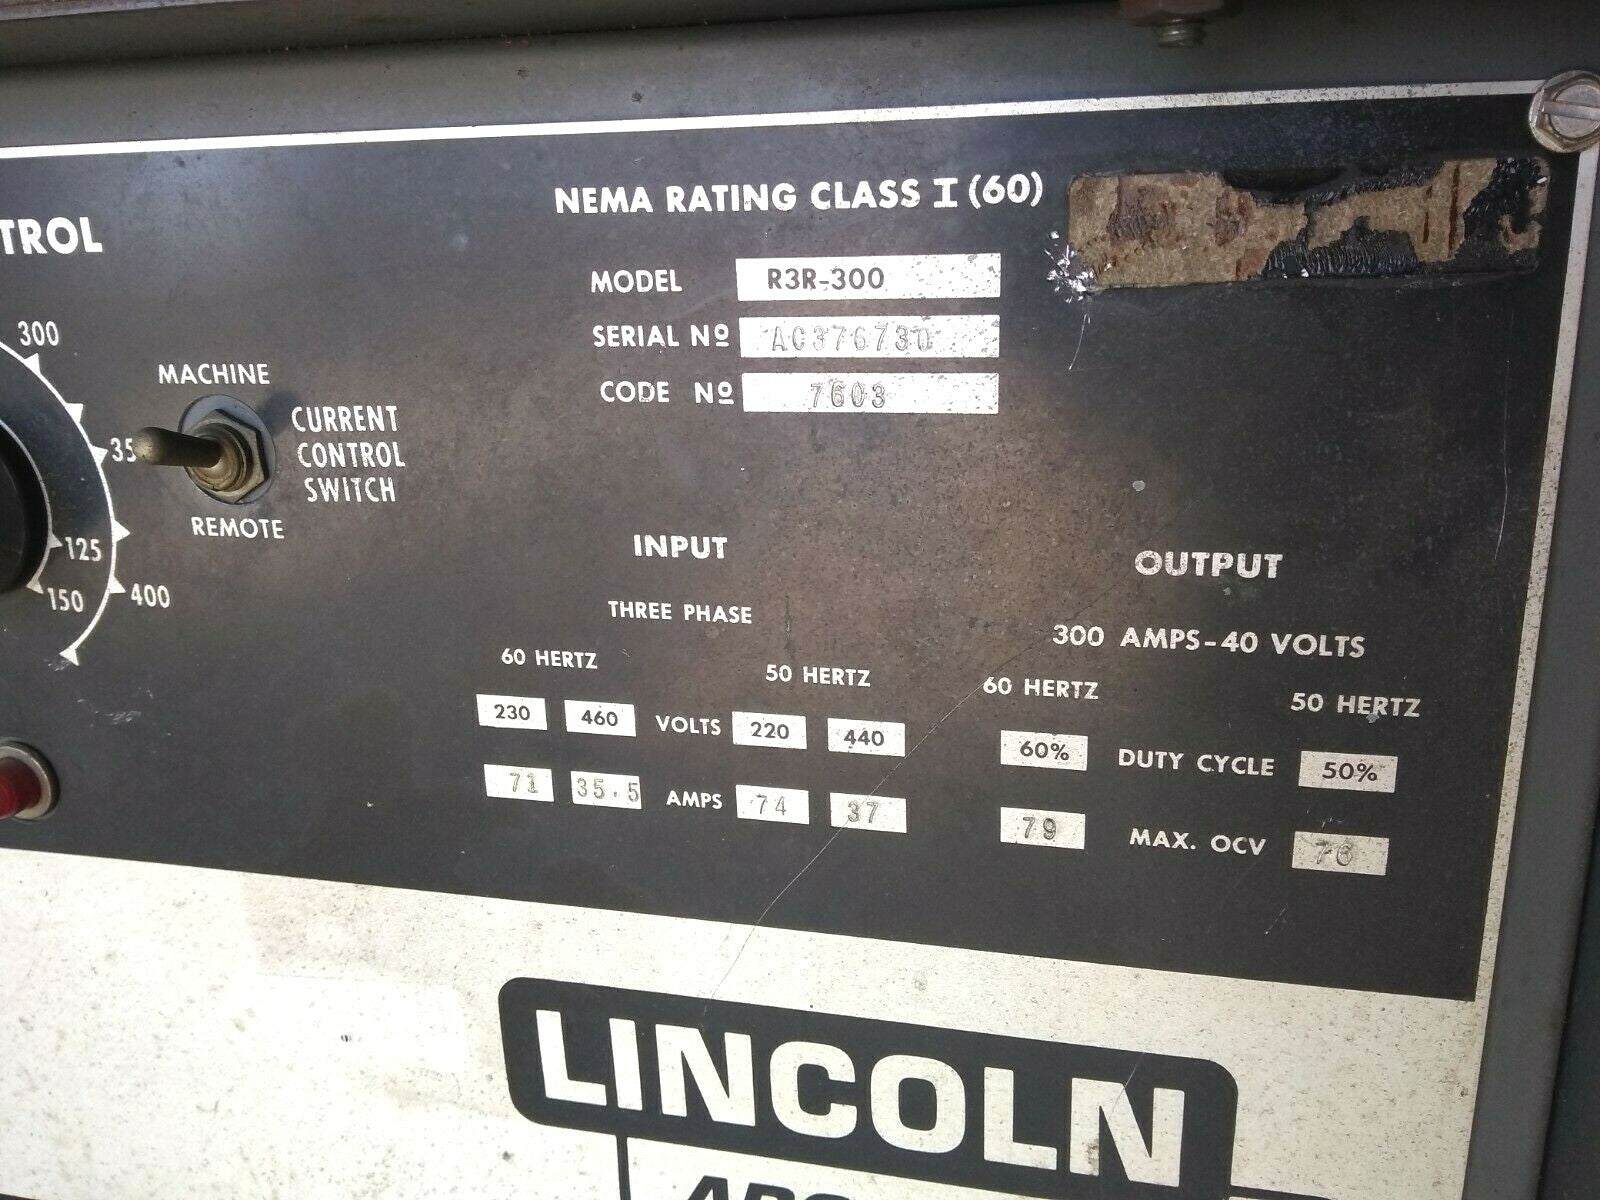 NEMA RATING CLASS I (60)
TROL
MODEL R3R-300
SERIAL Nº AC376730
CODE Nº 7603
300
MACHINE
CURRENT
CONTROL
SWITCH
REMOTE
35
125
150
400
INPUT
THREE PHASE
60 HERTZ 50 HERTZ
230 460 VOLTS 220 440
71 35.5 AMPS 74 37
OUTPUT
300 AMPS-40 VOLTS
60 HERTZ 50 HERTZ
60% DUTY CYCLE 50%
79 MAX. OCV 76
LINCOLN
ARC